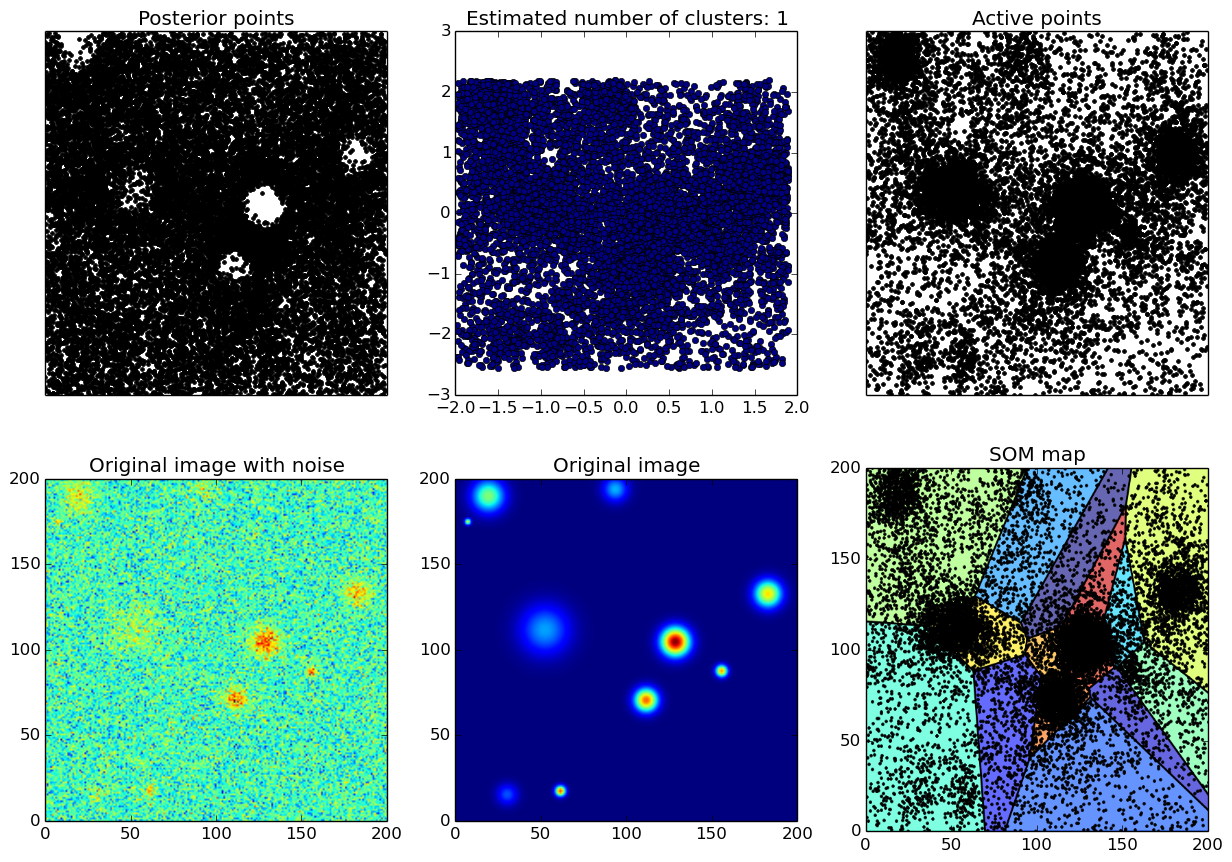 Posterior points
Estimated number of clusters: 1
Active points
3
2
1
0
−1
−2
−3
−2.0 −1.5 −1.0 −0.5 0.0 0.5 1.0 1.5 2.0
Original image with noise
Original image
SOM map
200
150
100
50
0
0 50 100 150 200
200
150
100
50
0
0 50 100 150 200
200
150
100
50
0
0 50 100 150 200